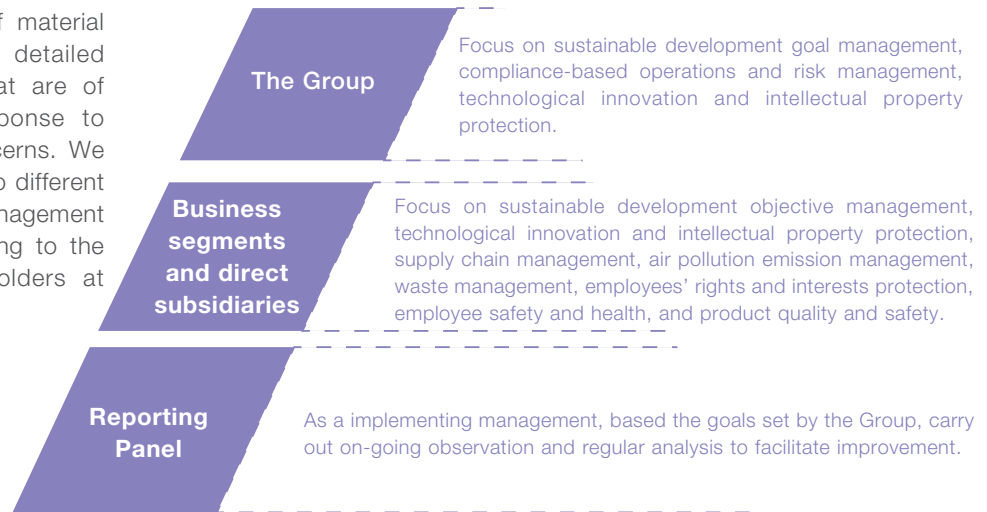 f material
detailed
at are of
ponse to
cerns. We
o different
nagement
ng to the
olders at
The Group
Focus on sustainable development goal management,
compliance-based operations and risk management,
technological innovation and intellectual property
protection.
Business
segments
and direct
subsidiaries
Focus on sustainable development objective management,
technological innovation and intellectual property protection,
supply chain management, air pollution emission management,
waste management, employees’ rights and interests protection,
employee safety and health, and product quality and safety.
Reporting
Panel
As a implementing management, based the goals set by the Group, carry
out on-going observation and regular analysis to facilitate improvement.